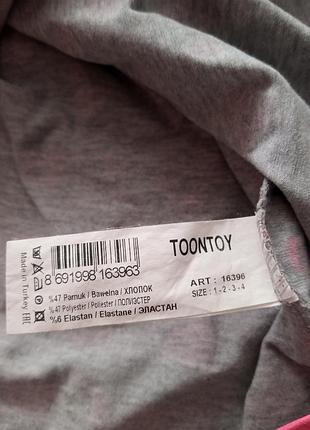 Made in Turkey EAC
8 691998 163963
%47 Pamuk / Bawełna / ХЛОПОК
%47 Polyester / Poliester / ПОЛИЭСТЕР
%6 Elastan / Elastane / ЭЛАСТАН
TOONTOY
ART : 16396
SIZE : 1 - 2 - 3 - 4